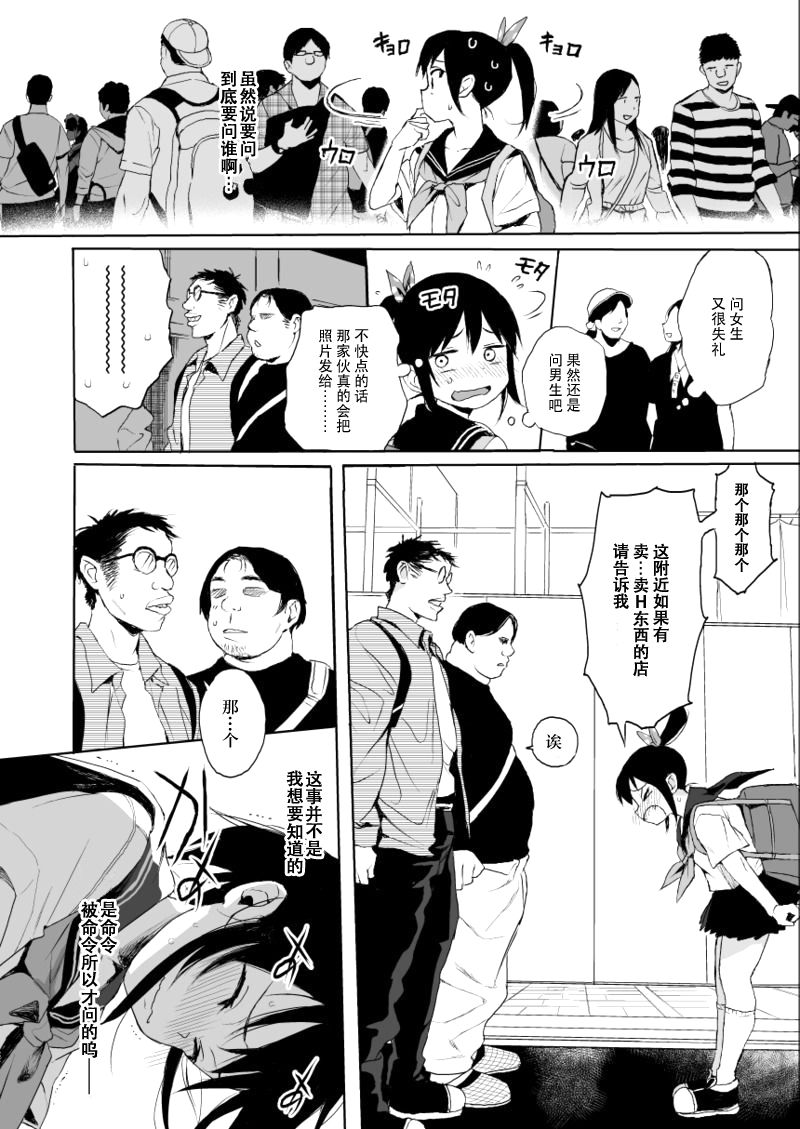 キョロ
キョロ
虽然说要问
到底要问谁啊…
ウロ
ウロ
问女生
又很失礼
果然还是
问男生吧
モタ
モタ
不快点的话
那家伙真的会把
照片发给………
那个那个那个
这附近如果有
卖…卖H东西的店
请告诉我
诶
那…个
这事并不是
我想要知道的
是命令
被命令所以才问的呜——